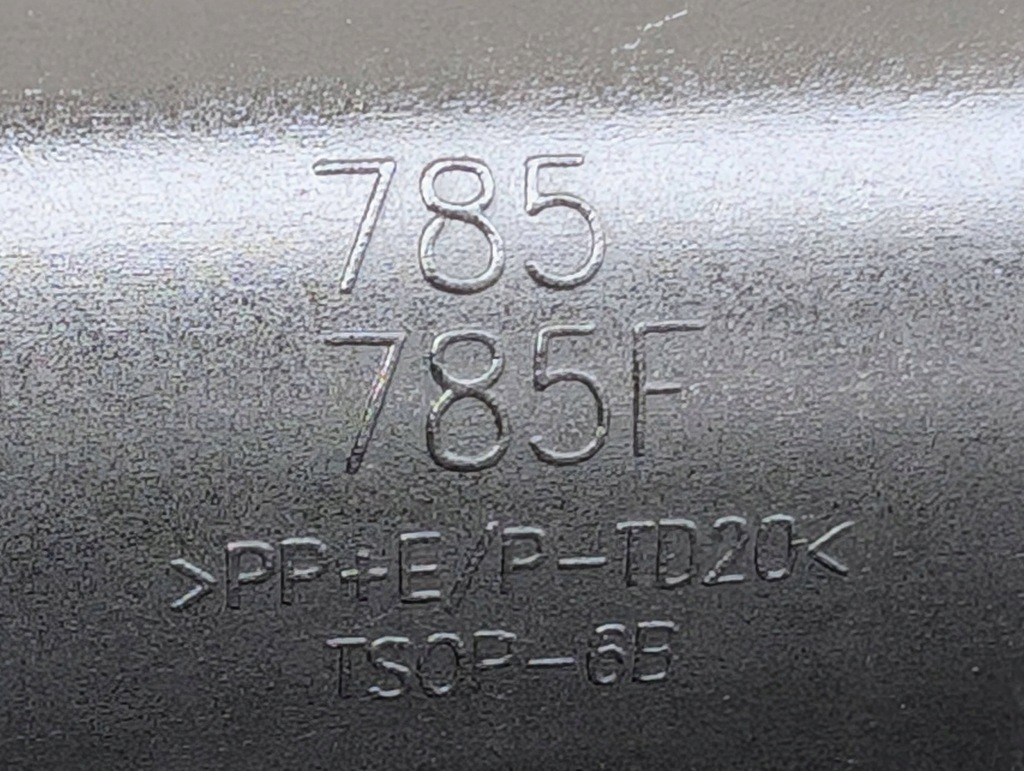 785
785F
>PP+E/P-TD20<
TSOP-6B